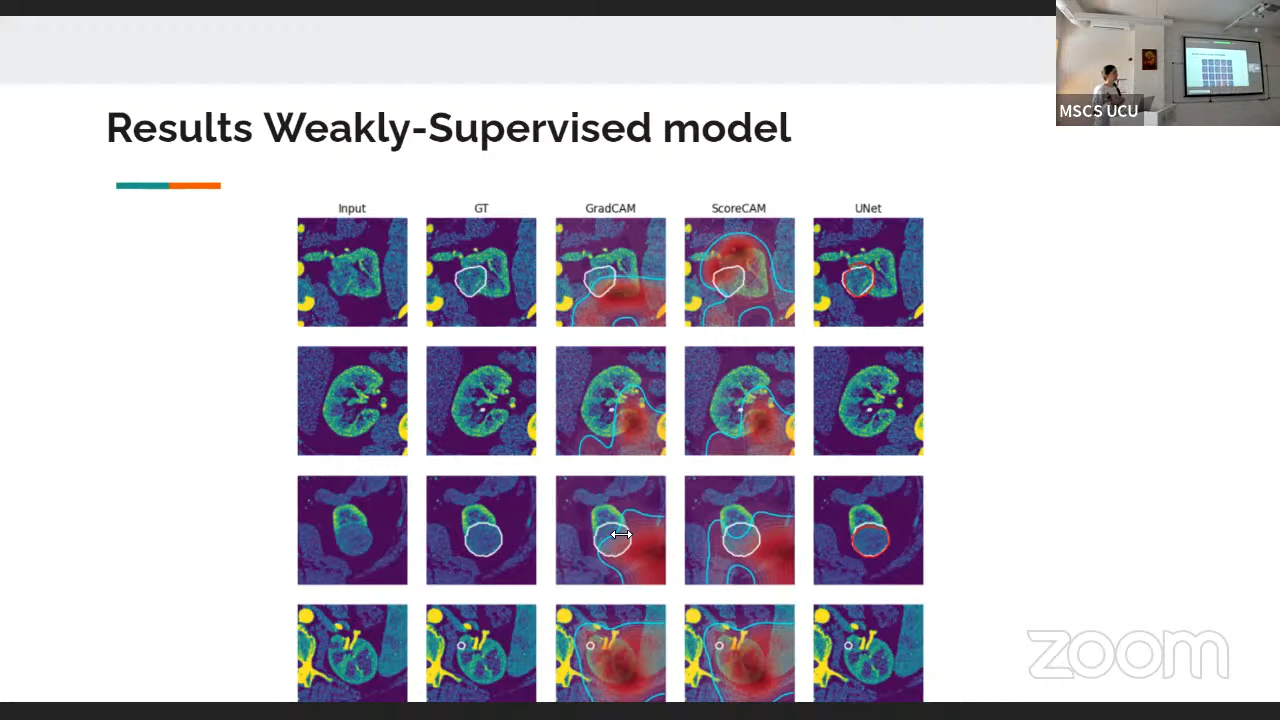 Results Weakly-Supervised model
MSCS UCU
Input GT GradCAM ScoreCAM UNet
zoom